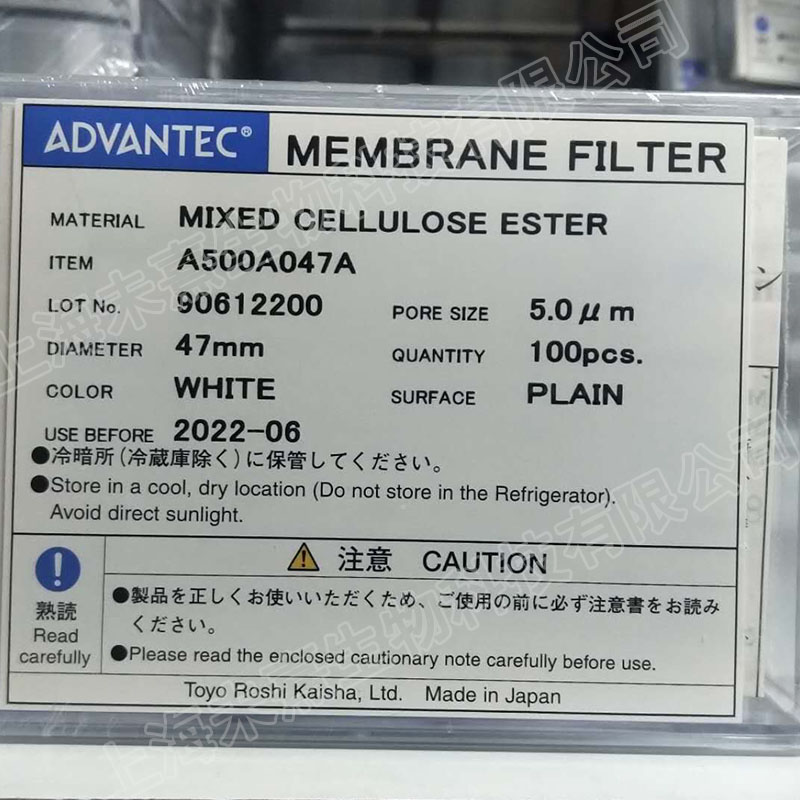 ADVANTEC® MEMBRANE FILTER
MATERIAL MIXED CELLULOSE ESTER
ITEM A500A047A
LOT No. 90612200 PORE SIZE 5.0μm
DIAMETER 47mm QUANTITY 100pcs.
COLOR WHITE SURFACE PLAIN
USE BEFORE 2022-06
●冷暗所(冷蔵庫除く)に保管してください。
●Store in a cool, dry location (Do not store in the Refrigerator).
Avoid direct sunlight.
注意 CAUTION
熟読
Read
carefully
●製品を正しくお使いいただくため、ご使用の前に必ず注意書をお読み
ください。
●Please read the enclosed cautionary note carefully before use.
Toyo Roshi Kaisha, Ltd. Made in Japan
ン